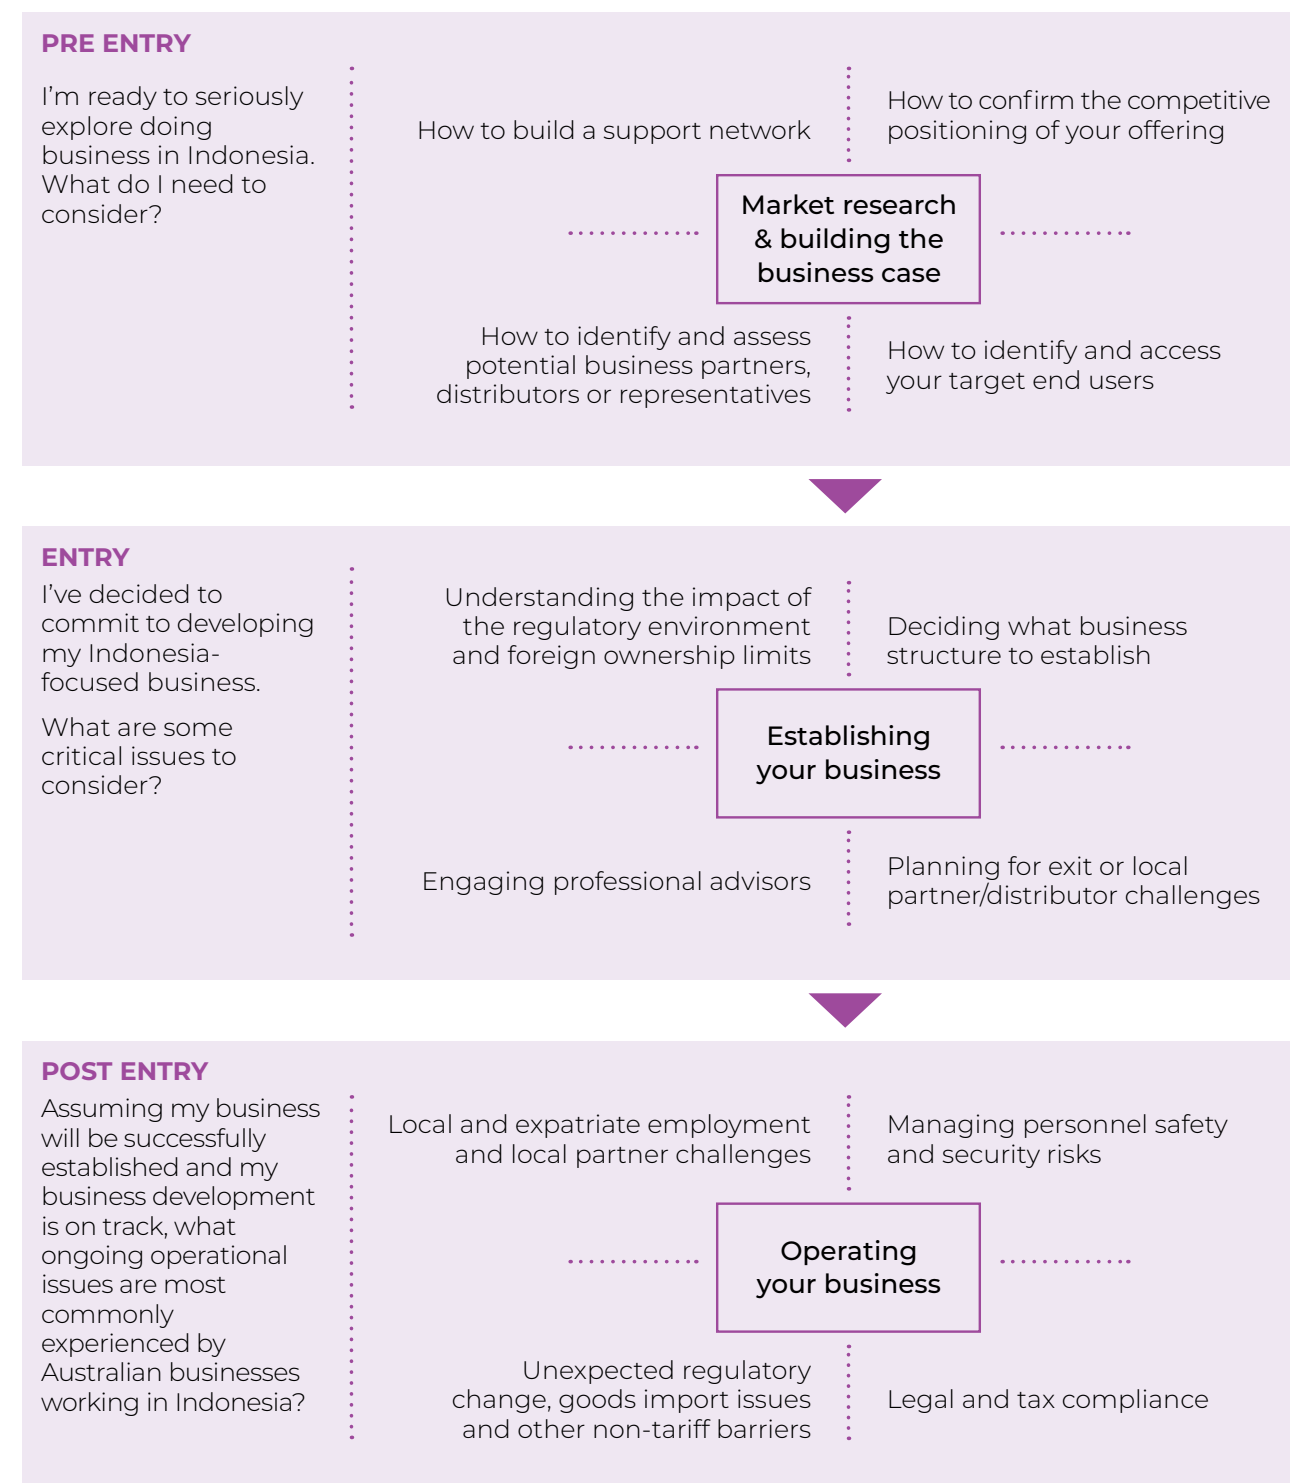 PRE ENTRY
I’m ready to seriously
explore doing
business in Indonesia.
What do I need to
consider?
How to build a support network
How to confirm the competitive
positioning of your offering
Market research
& building the
business case
How to identify and assess
potential business partners,
distributors or representatives
How to identify and access
your target end users
ENTRY
I’ve decided to
commit to developing
my Indonesia-
focused business.
What are some
critical issues to
consider?
Understanding the impact of
the regulatory environment
and foreign ownership limits
Deciding what business
structure to establish
Establishing
your business
Engaging professional advisors
Planning for exit or local
partner/distributor challenges
POST ENTRY
Assuming my business
will be successfully
established and my
business development
is on track, what
ongoing operational
issues are most
commonly
experienced by
Australian businesses
working in Indonesia?
Local and expatriate employment
and local partner challenges
Managing personnel safety
and security risks
Operating
your business
Unexpected regulatory
change, goods import issues
and other non-tariff barriers
Legal and tax compliance